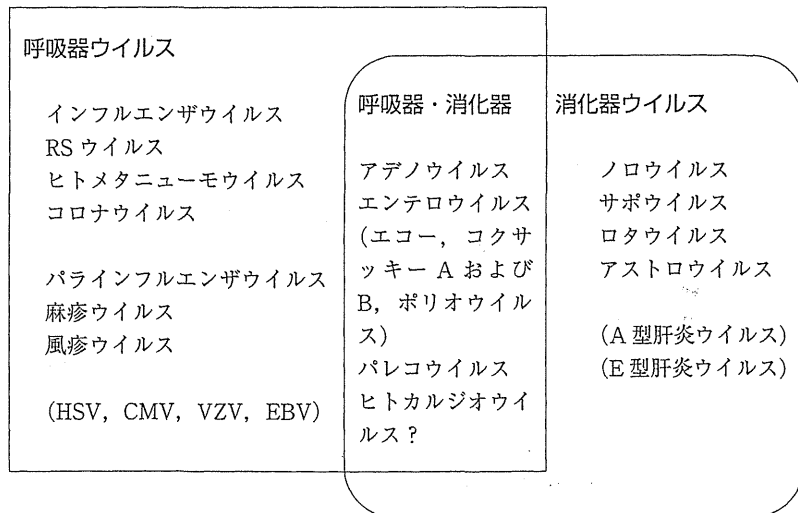 呼吸器ウイルス
インフルエンザウイルス
RS ウイルス
ヒトメタニューモウイルス
コロナウイルス
パラインフルエンザウイルス
麻疹ウイルス
風疹ウイルス
(HSV, CMV, VZV, EBV)
呼吸器・消化器
アデノウイルス
エンテロウイルス
(エコー, コクサ
ッキー A および
B, ポリオウイル
ス)
パレコウイルス
ヒトカルジオウイ
ルス?
消化器ウイルス
ノロウイルス
サポウイルス
ロタウイルス
アストロウイルス
(A 型肝炎ウイルス)
(E 型肝炎ウイルス)